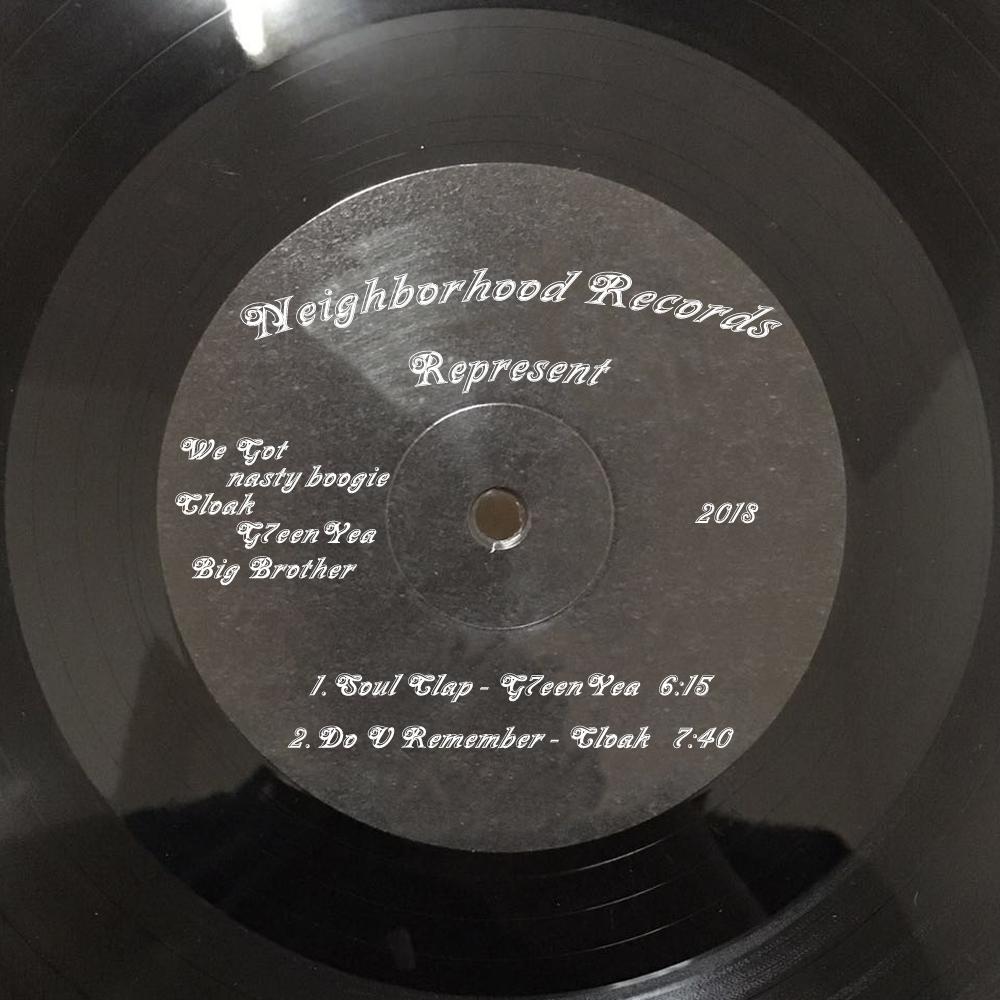 Neighborhood Records
Represent
We Got
nasty boogie
Cloak
G7eenYea
Big Brother
2018
1. Soul Clap - G7eenYea 6:15
2. Do U Remember - Cloak 7:40